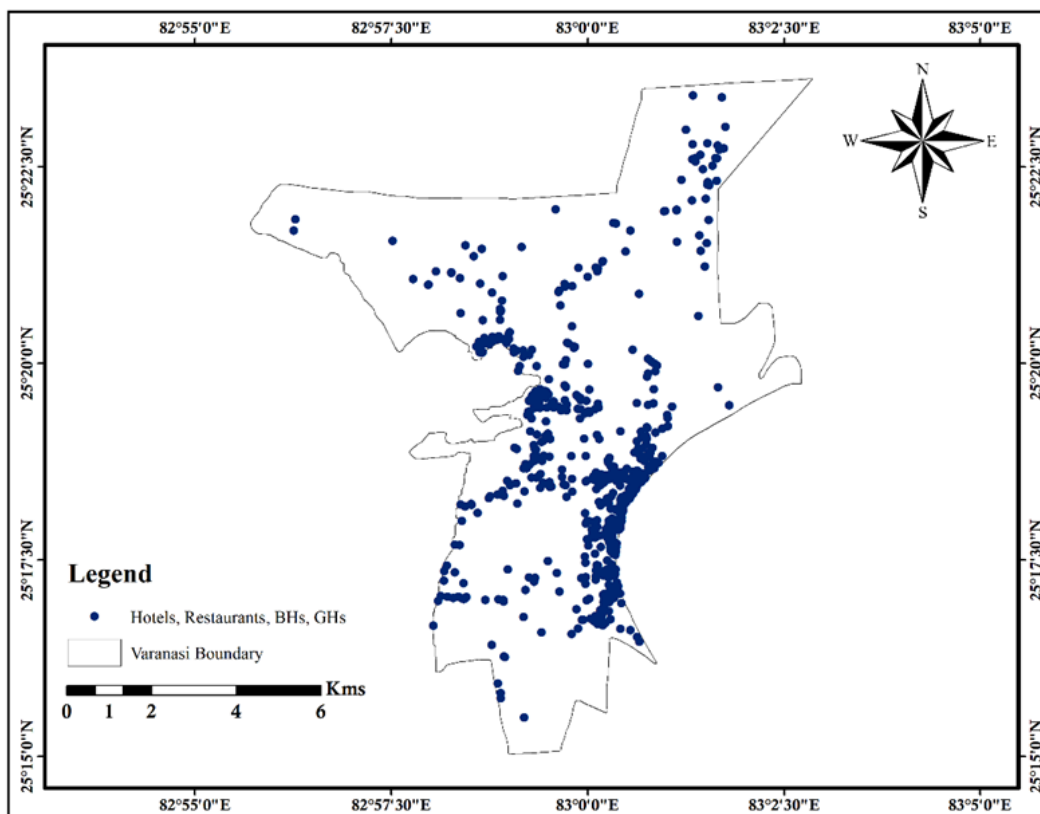 82°55'0"E 82°57'30"E 83°0'0"E 83°2'30"E 83°5'0"E
N
W E
S
25°22'30"N 25°22'30"N
25°20'0"N 25°20'0"N
25°17'30"N 25°17'30"N
25°15'0"N 25°15'0"N
Legend
Hotels, Restaurants, BHs, GHs
Varanasi Boundary
Kms
0 1 2 4 6
82°55'0"E 82°57'30"E 83°0'0"E 83°2'30"E 83°5'0"E